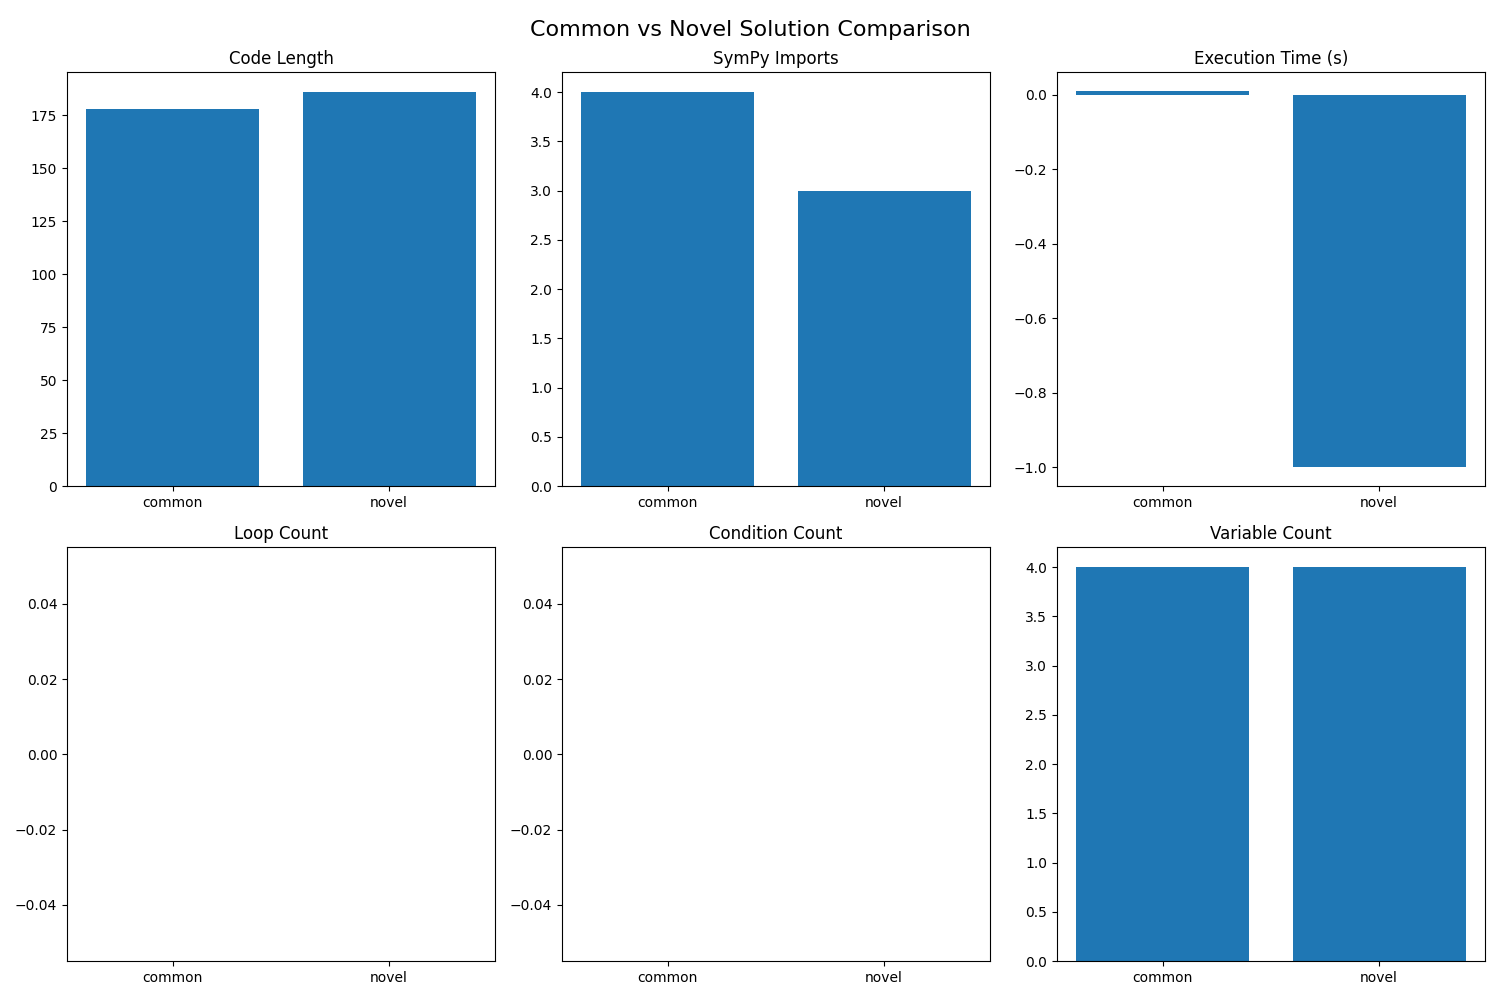 Common vs Novel Solution Comparison
Code Length
SymPy Imports
Execution Time (s)
175
150
125
100
75
50
25
0
common
novel
4.0
3.5
3.0
2.5
2.0
1.5
1.0
0.5
0.0
common
novel
0.0
−0.2
−0.4
−0.6
−0.8
−1.0
common
novel
Loop Count
Condition Count
Variable Count
0.04
0.02
0.00
−0.02
−0.04
common
novel
0.04
0.02
0.00
−0.02
−0.04
common
novel
4.0
3.5
3.0
2.5
2.0
1.5
1.0
0.5
0.0
common
novel